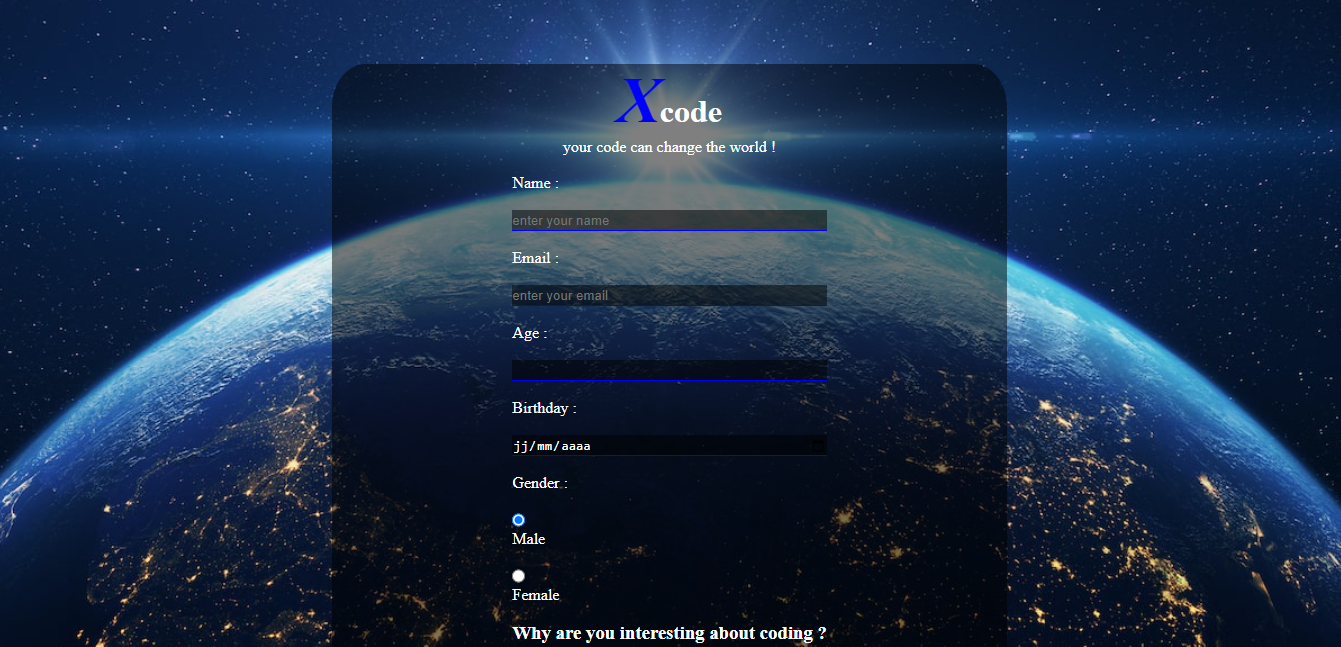 Xcode
your code can change the world !
Name :
enter your name
Email :
enter your email
Age :
Birthday :
jj/mm/aaaa
Gender :
Male
Female
Why are you interesting about coding ?